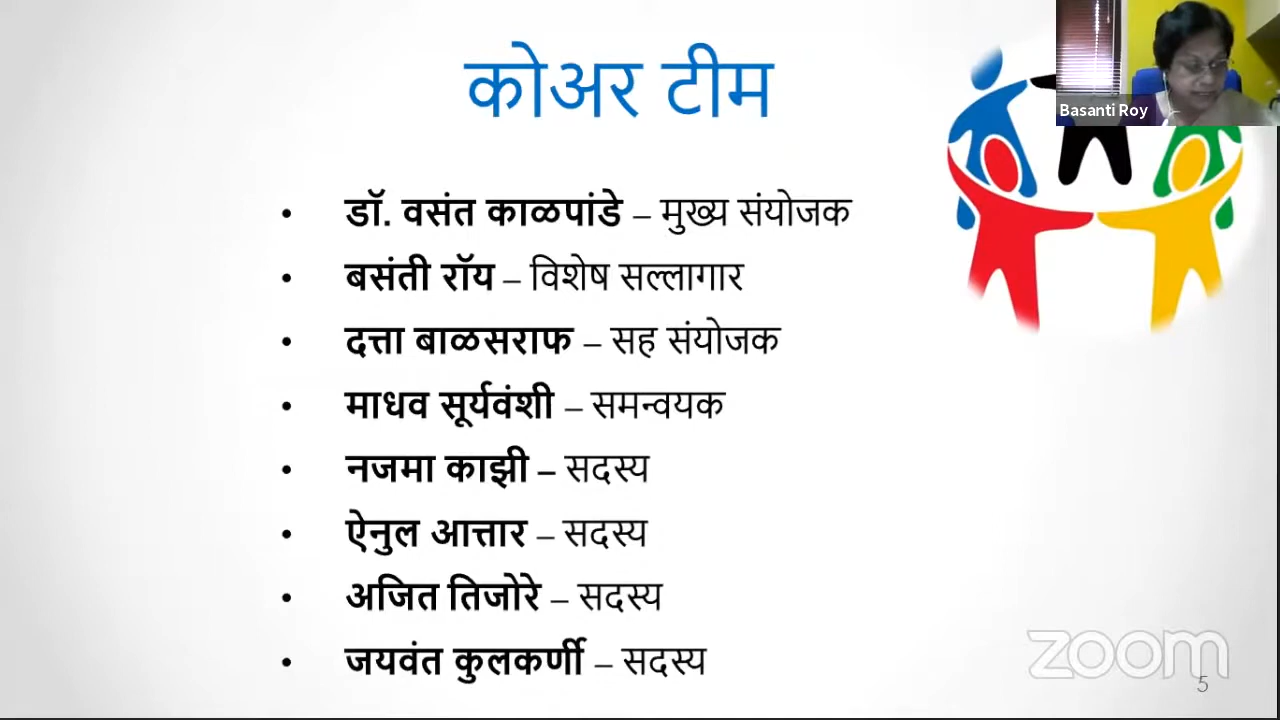 कोअर टीम
Basanti Roy
• डॉ. वसंत काळपांडे – मुख्य संयोजक
• बसंती रॉय – विशेष सल्लागार
• दत्ता बाळसराफ – सह संयोजक
• माधव सूर्यवंशी – समन्वयक
• नजमा काझी – सदस्य
• ऐनुल आत्तार – सदस्य
• अजित तिजोरे – सदस्य
• जयवंत कुलकर्णी – सदस्य
zoom
5